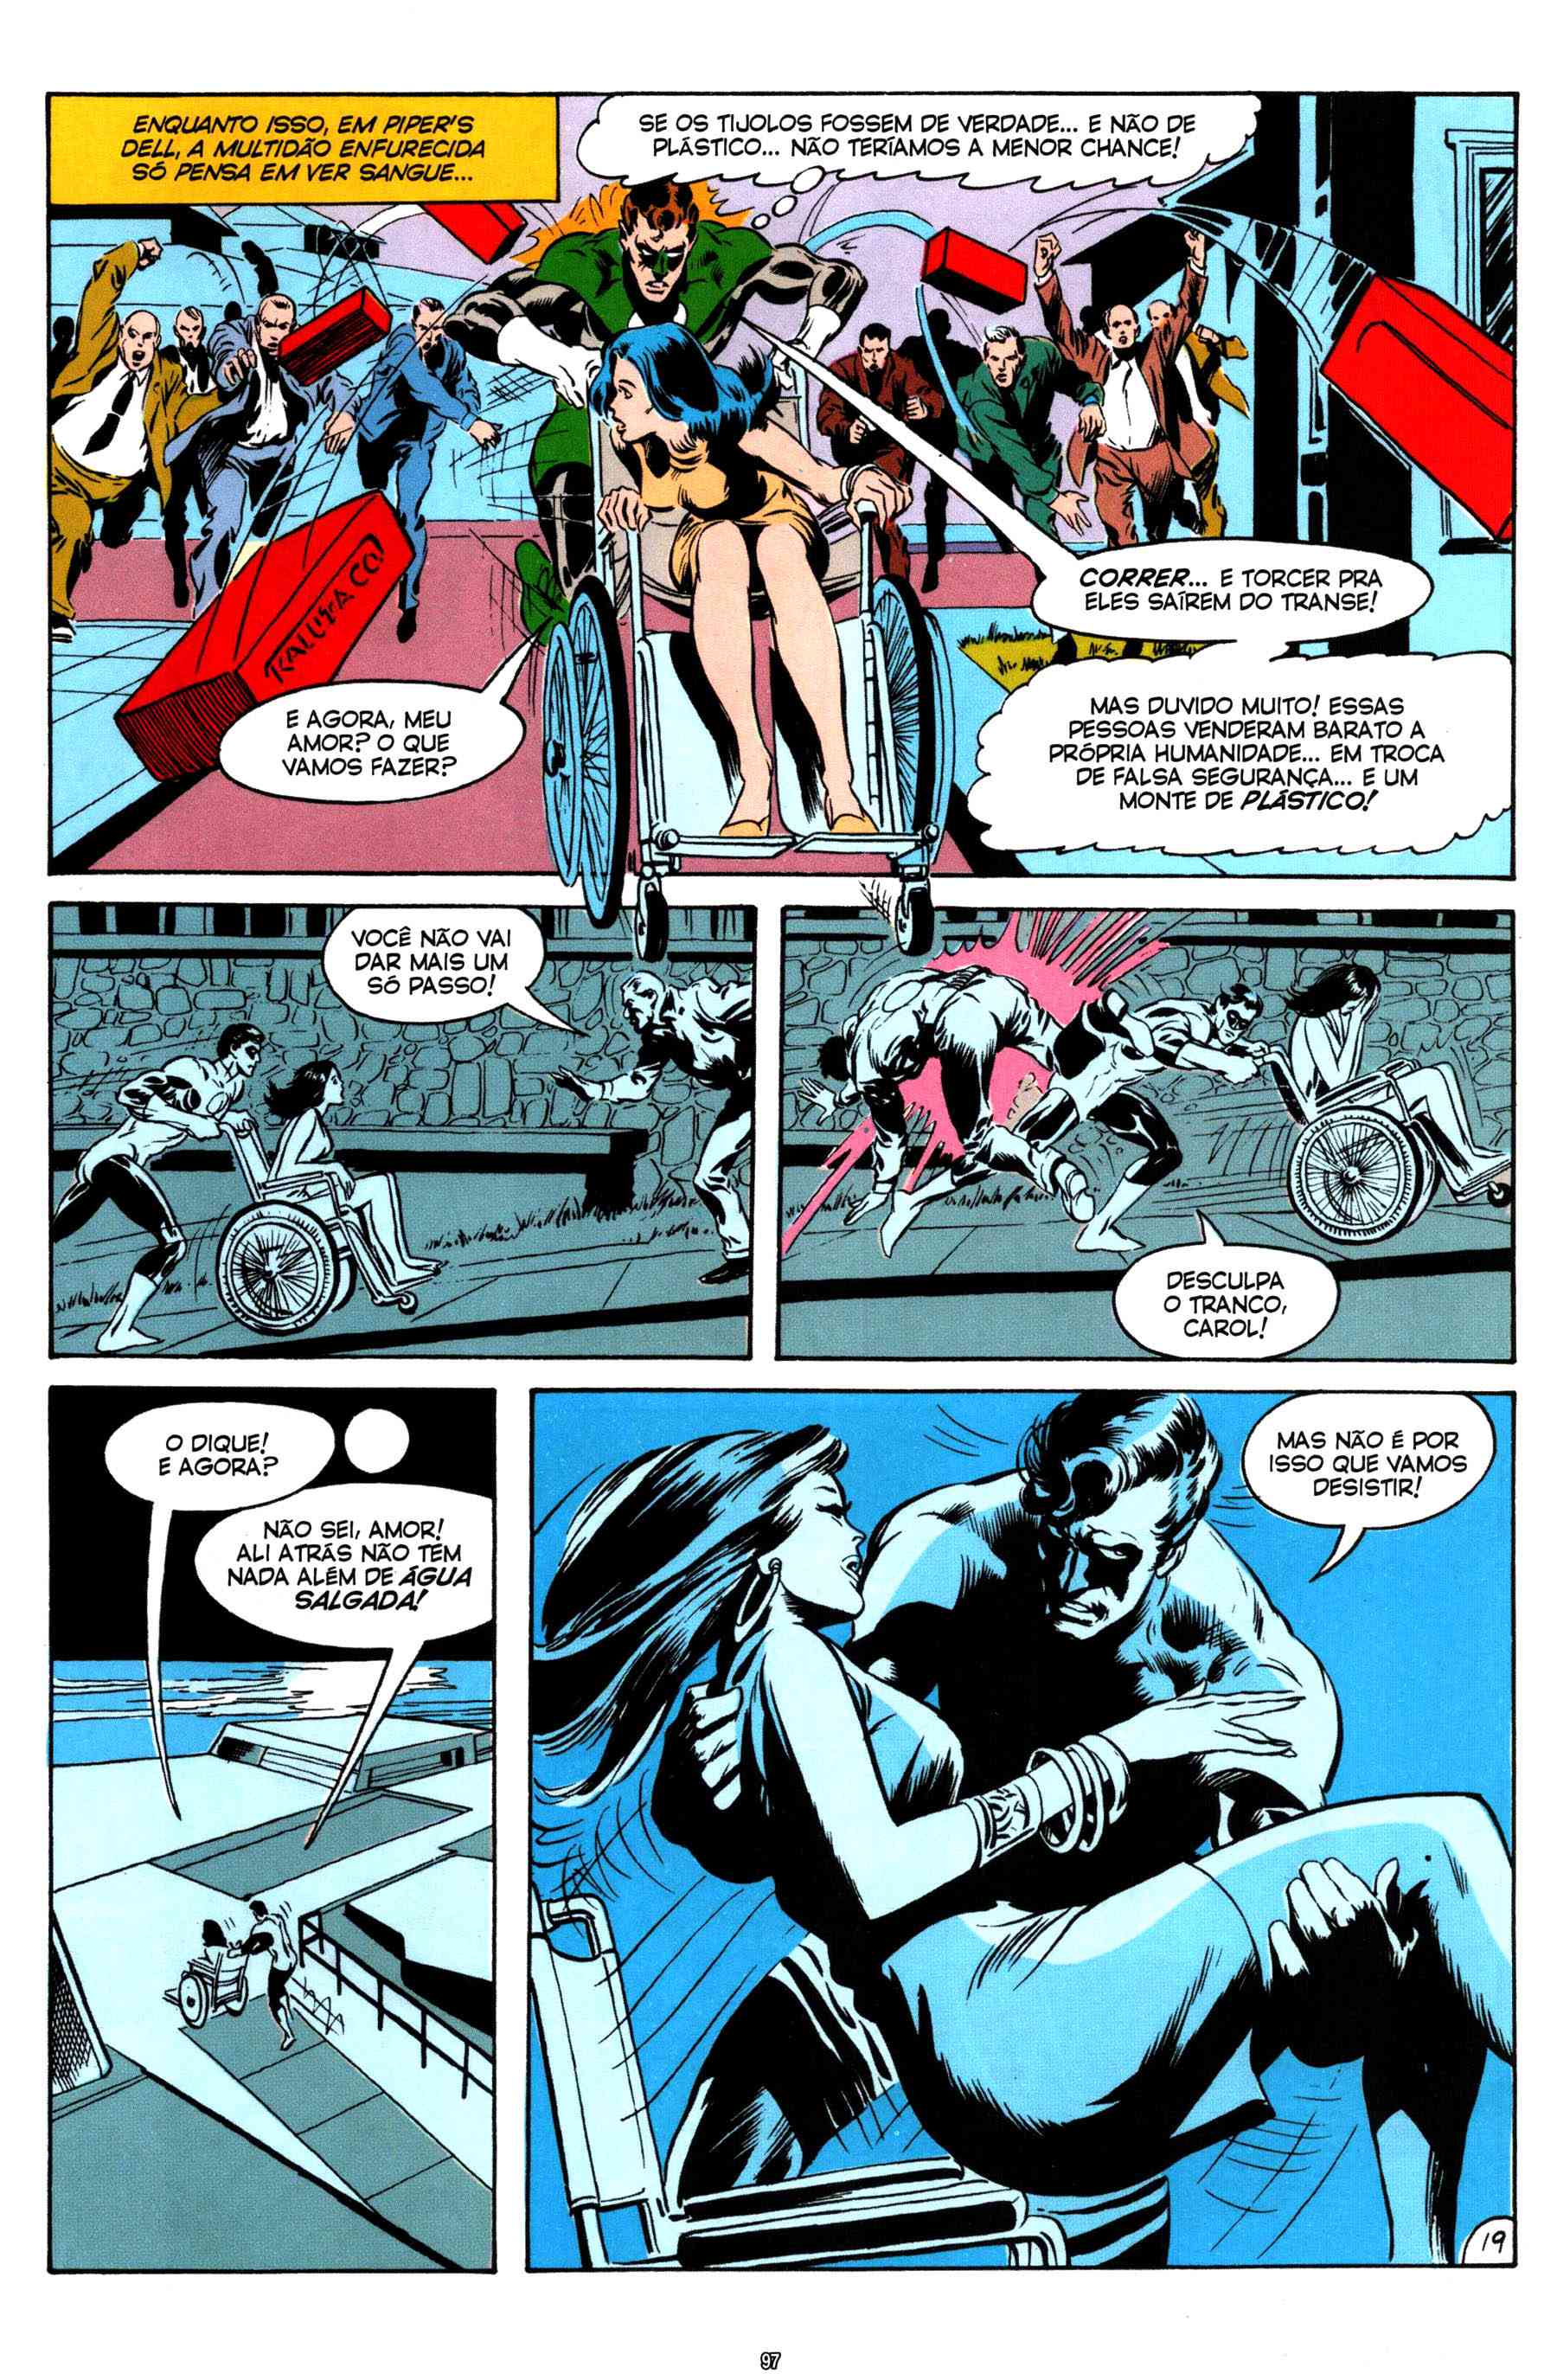 ENQUANTO ISSO, EM PIPER'S
DELL, A MULTIDÃO ENFURECIDA
SÓ PENSA EM VER SANGUE...
SE OS TIJOLOS FOSSEM DE VERDADE... E NÃO DE
PLÁSTICO... NÃO TERÍAMOS A MENOR CHANCE!
KALUTA CO.
E AGORA, MEU
AMOR? O QUE
VAMOS FAZER?
CORRER... E TORCER PRA
ELES SAÍREM DO TRANSE!
MAS DUVIDO MUITO! ESSAS
PESSOAS VENDERAM BARATO A
PRÓPRIA HUMANIDADE... EM TROCA
DE FALSA SEGURANÇA... E UM
MONTE DE PLÁSTICO!
VOCÊ NÃO VAI
DAR MAIS UM
SÓ PASSO!
DESCULPA
O TRANCO,
CAROL!
O DIQUE!
E AGORA?
NÃO SEI, AMOR!
ALI ATRÁS NÃO TEM
NADA ALÉM DE ÁGUA
SALGADA!
MAS NÃO É POR
ISSO QUE VAMOS
DESISTIR!
19
97